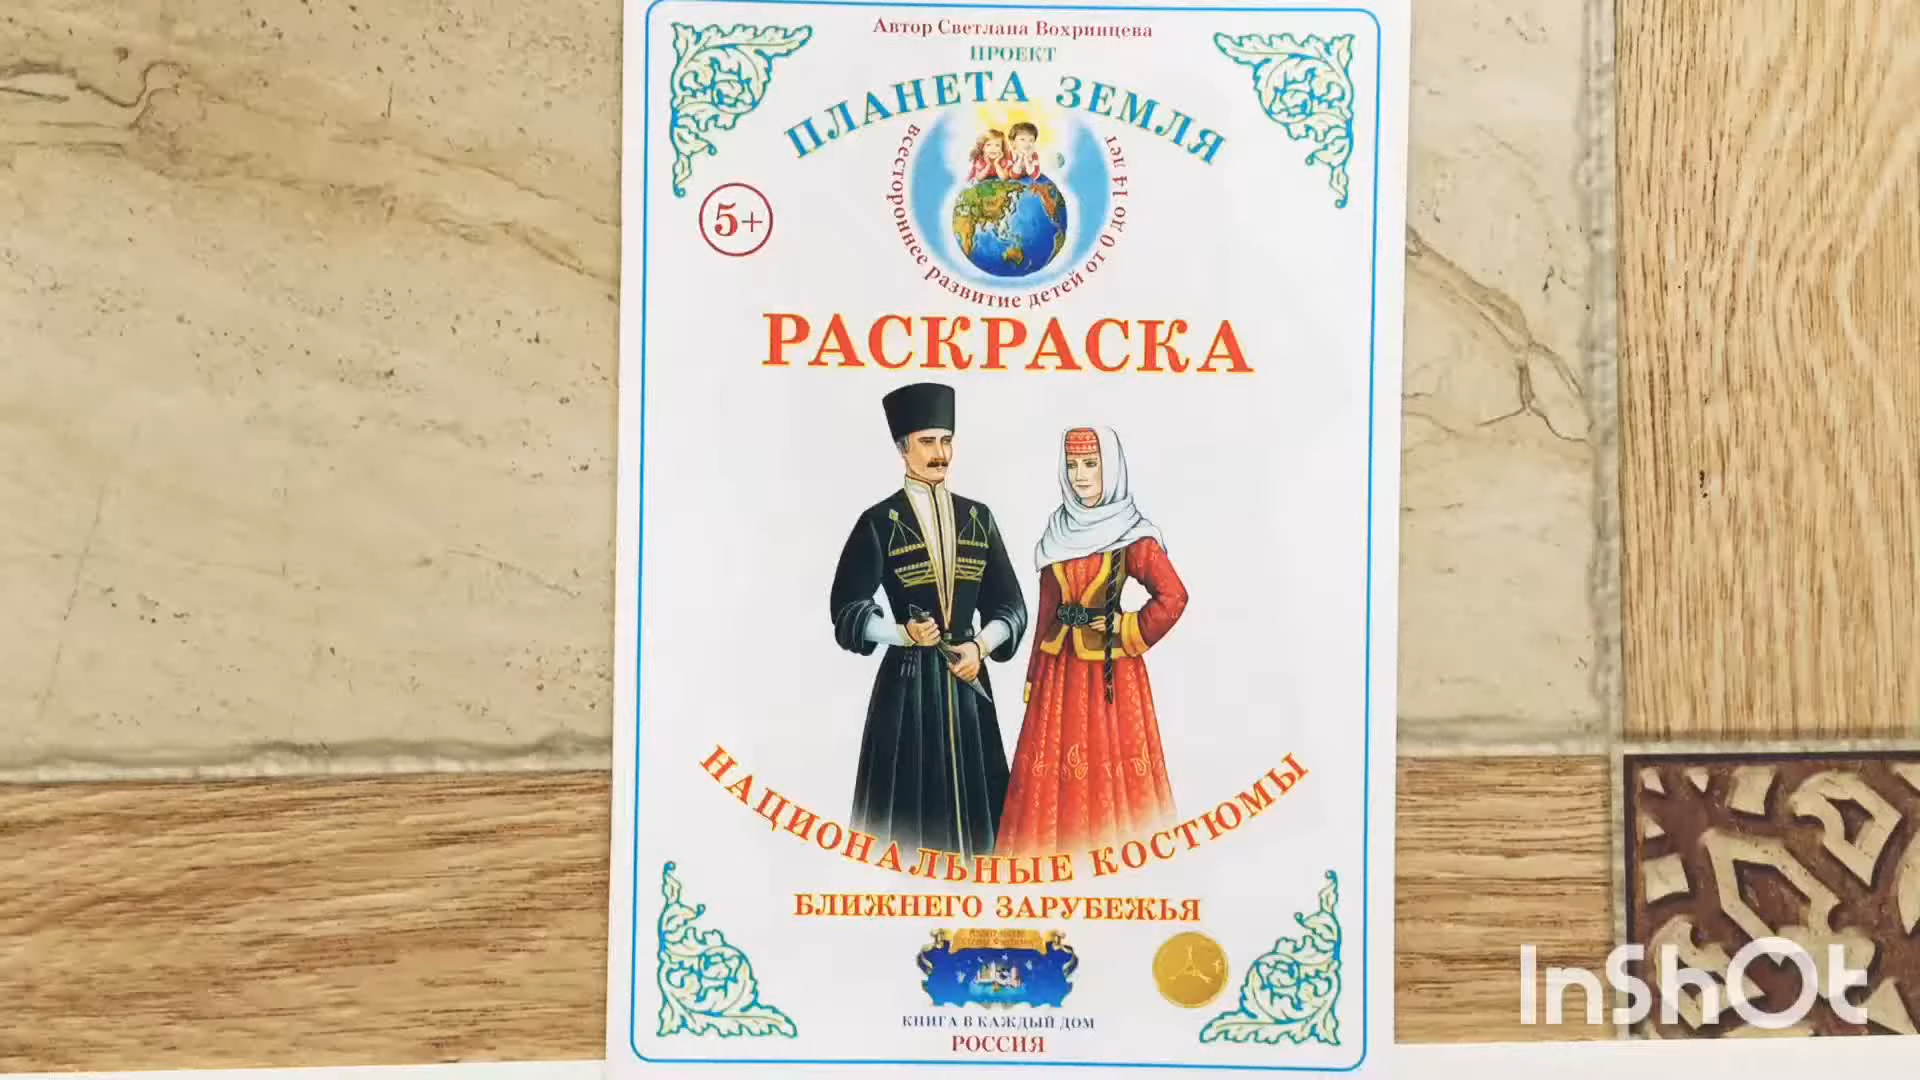 Автор Светлана Вохринцева
ПРОЕКТ
ПЛАНЕТА ЗЕМЛЯ
всестороннее развитие детей от 0 до 14 лет
5+
РАСКРАСКА
НАЦИОНАЛЬНЫЕ КОСТЮМЫ
БЛИЖНЕГО ЗАРУБЕЖЬЯ
КНИГА В КАЖДЫЙ ДОМ
РОССИЯ
InShOt